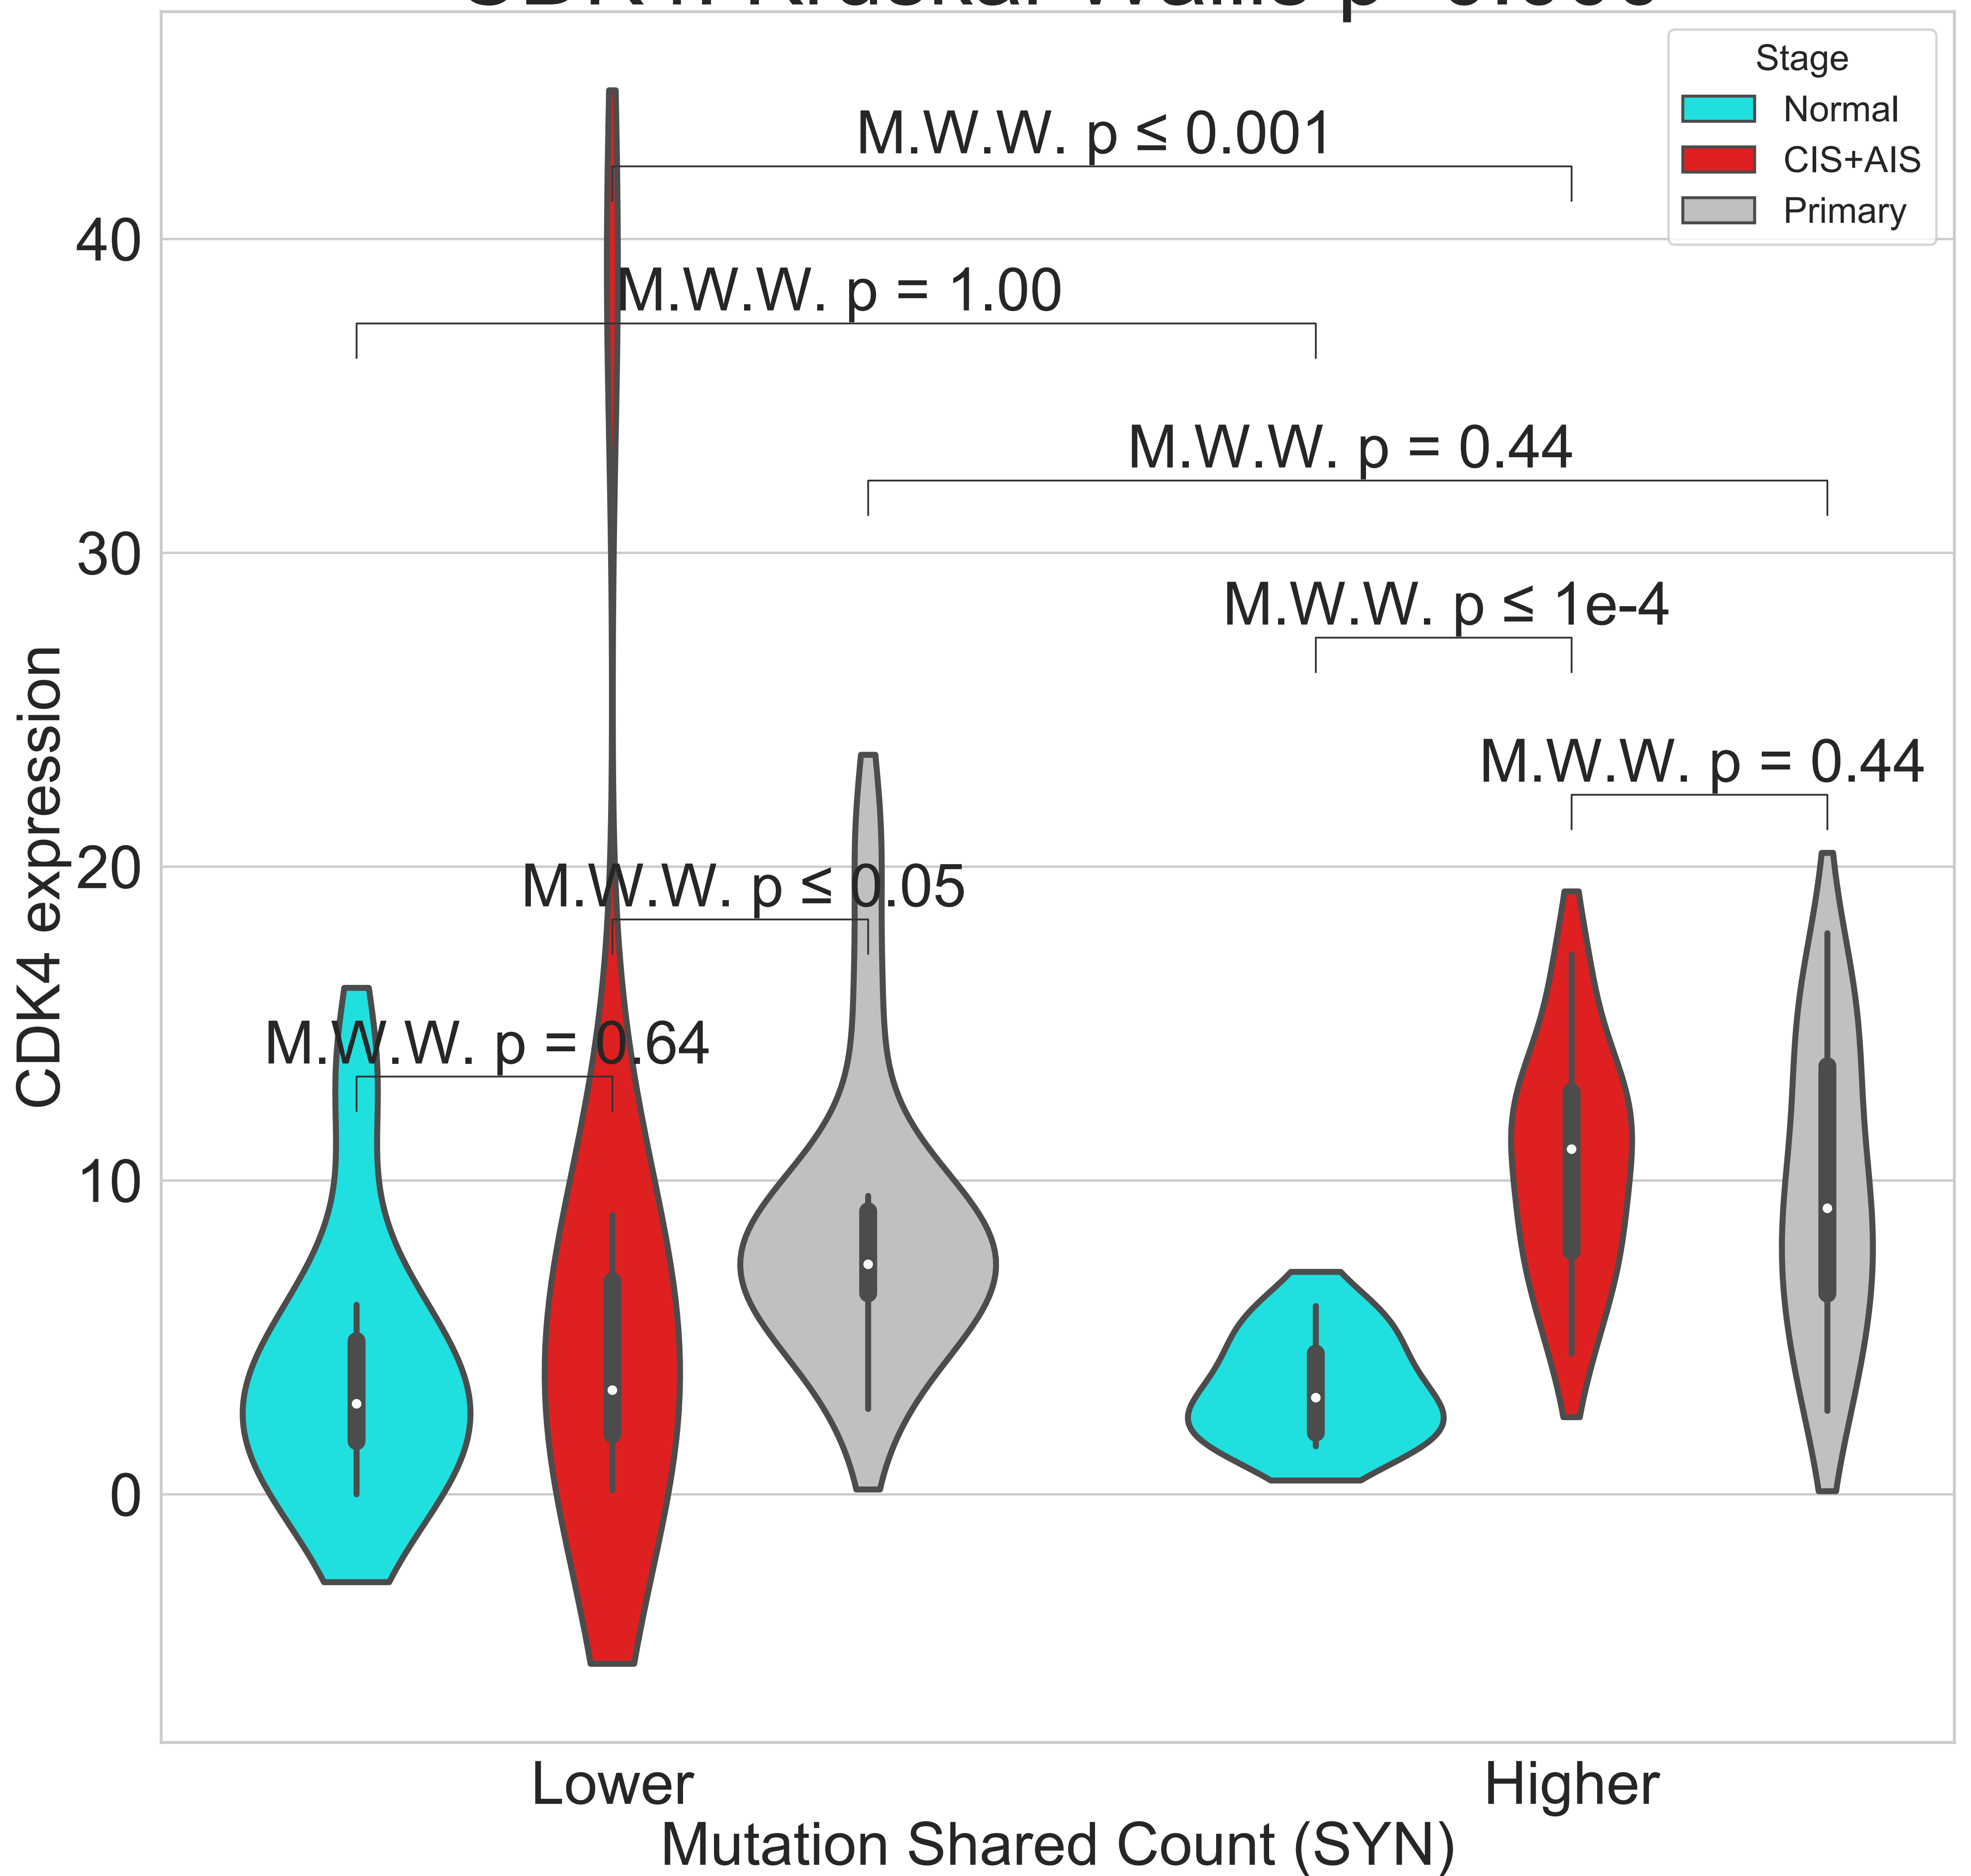 Stage
Normal
CIS+AIS
Primary
M.W.W. p ≤ 0.001
40
M.W.W. p = 1.00
M.W.W. p = 0.44
30
M.W.W. p ≤ 1e-4
M.W.W. p = 0.44
20
M.W.W. p ≤ 0.05
M.W.W. p = 0.64
10
0
CDK4 expression
Lower
Higher
Mutation Shared Count (SYN)